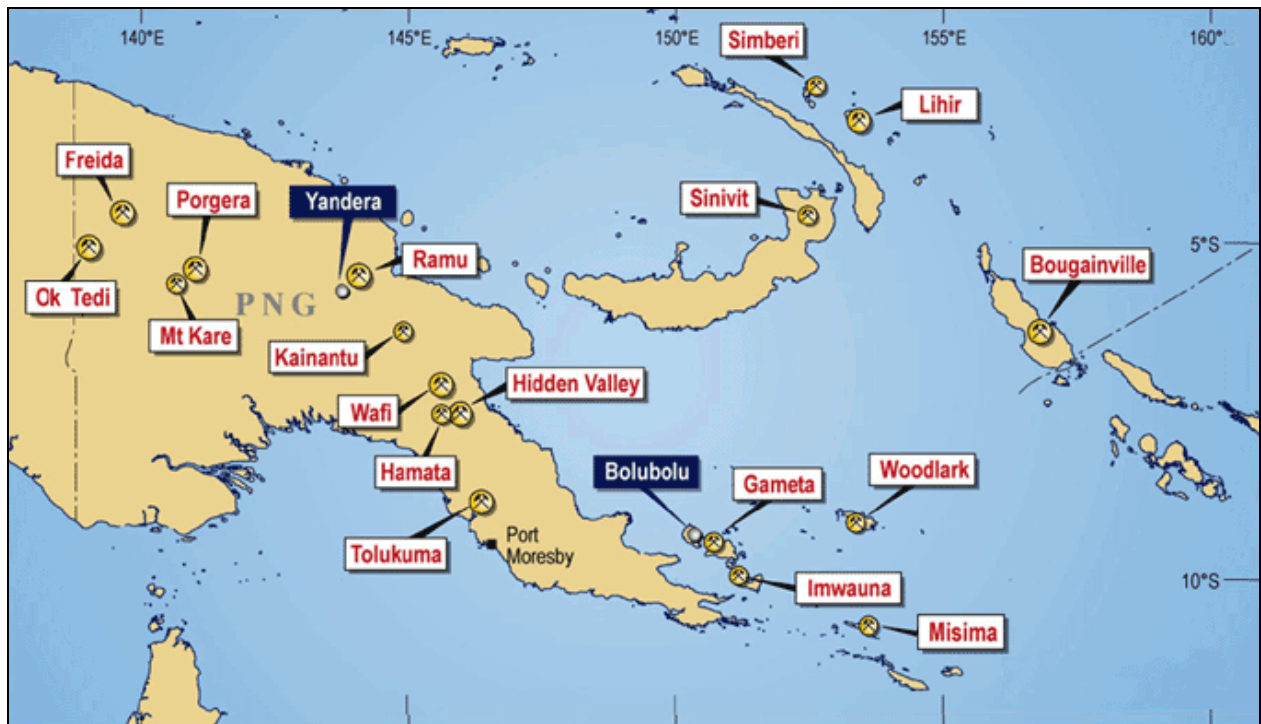 140°E
145°E
150°E
155°E
160°
Simberi
Lihir
Freida
Porgera
Yandera
Sinivit
Ramu
5°S
Bougainville
Ok Tedi
PNG
Mt Kare
Kainantu
Hidden Valley
Wafi
Hamata
Bolubolu
Gameta
Woodlark
Port
Moresby
Tolukuma
10°S
Imwauna
Misima